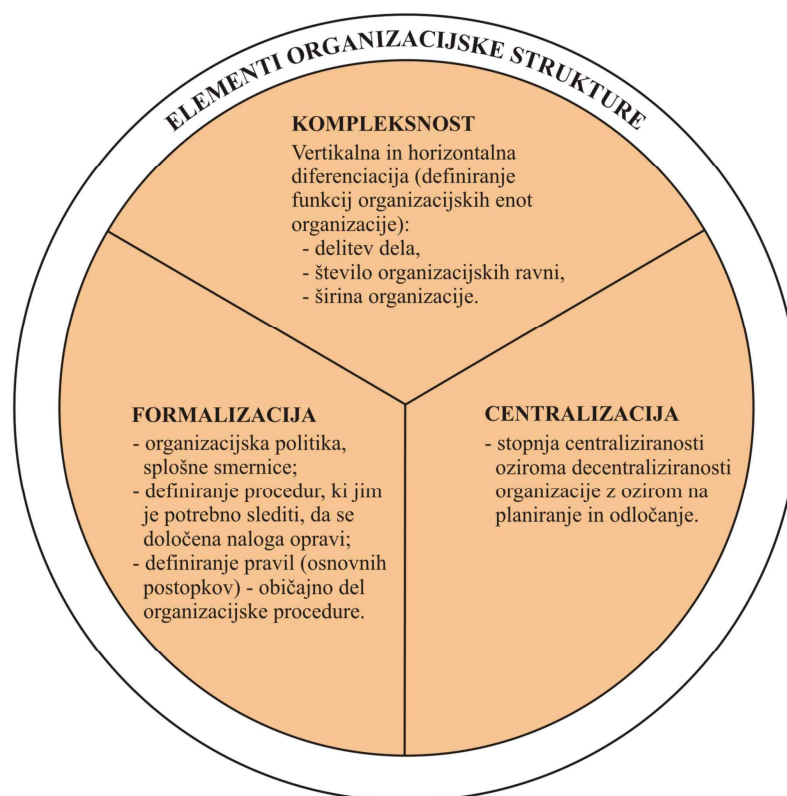 ELEMENTI ORGANIZACIJSKE STRUKTURE
KOMPLEKSNOST
Vertikalna in horizontalna
diferenciacija (definiranje
funkcij organizacijskih enot
organizacije):
- delitev dela,
- število organizacijskih ravni,
- širina organizacije.
FORMALIZACIJA
- organizacijska politika,
splošne smernice;
- definiranje procedur, ki jim
je potrebno slediti, da se
določena naloga opravi;
- definiranje pravil (osnovnih
postopkov) - običajno del
organizacijske procedure.
CENTRALIZACIJA
- stopnja centraliziranosti
oziroma decentraliziranosti
organizacije z ozirom na
planiranje in odločanje.